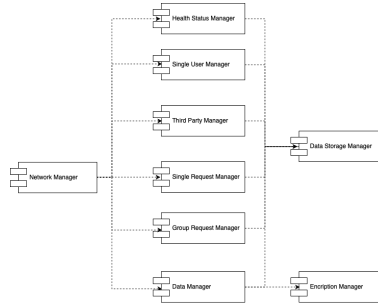 Health Status Manager
Single User Manager
Third Party Manager
Data Storage Manager
Network Manager
Single Request Manager
Group Request Manager
Data Manager
Encription Manager